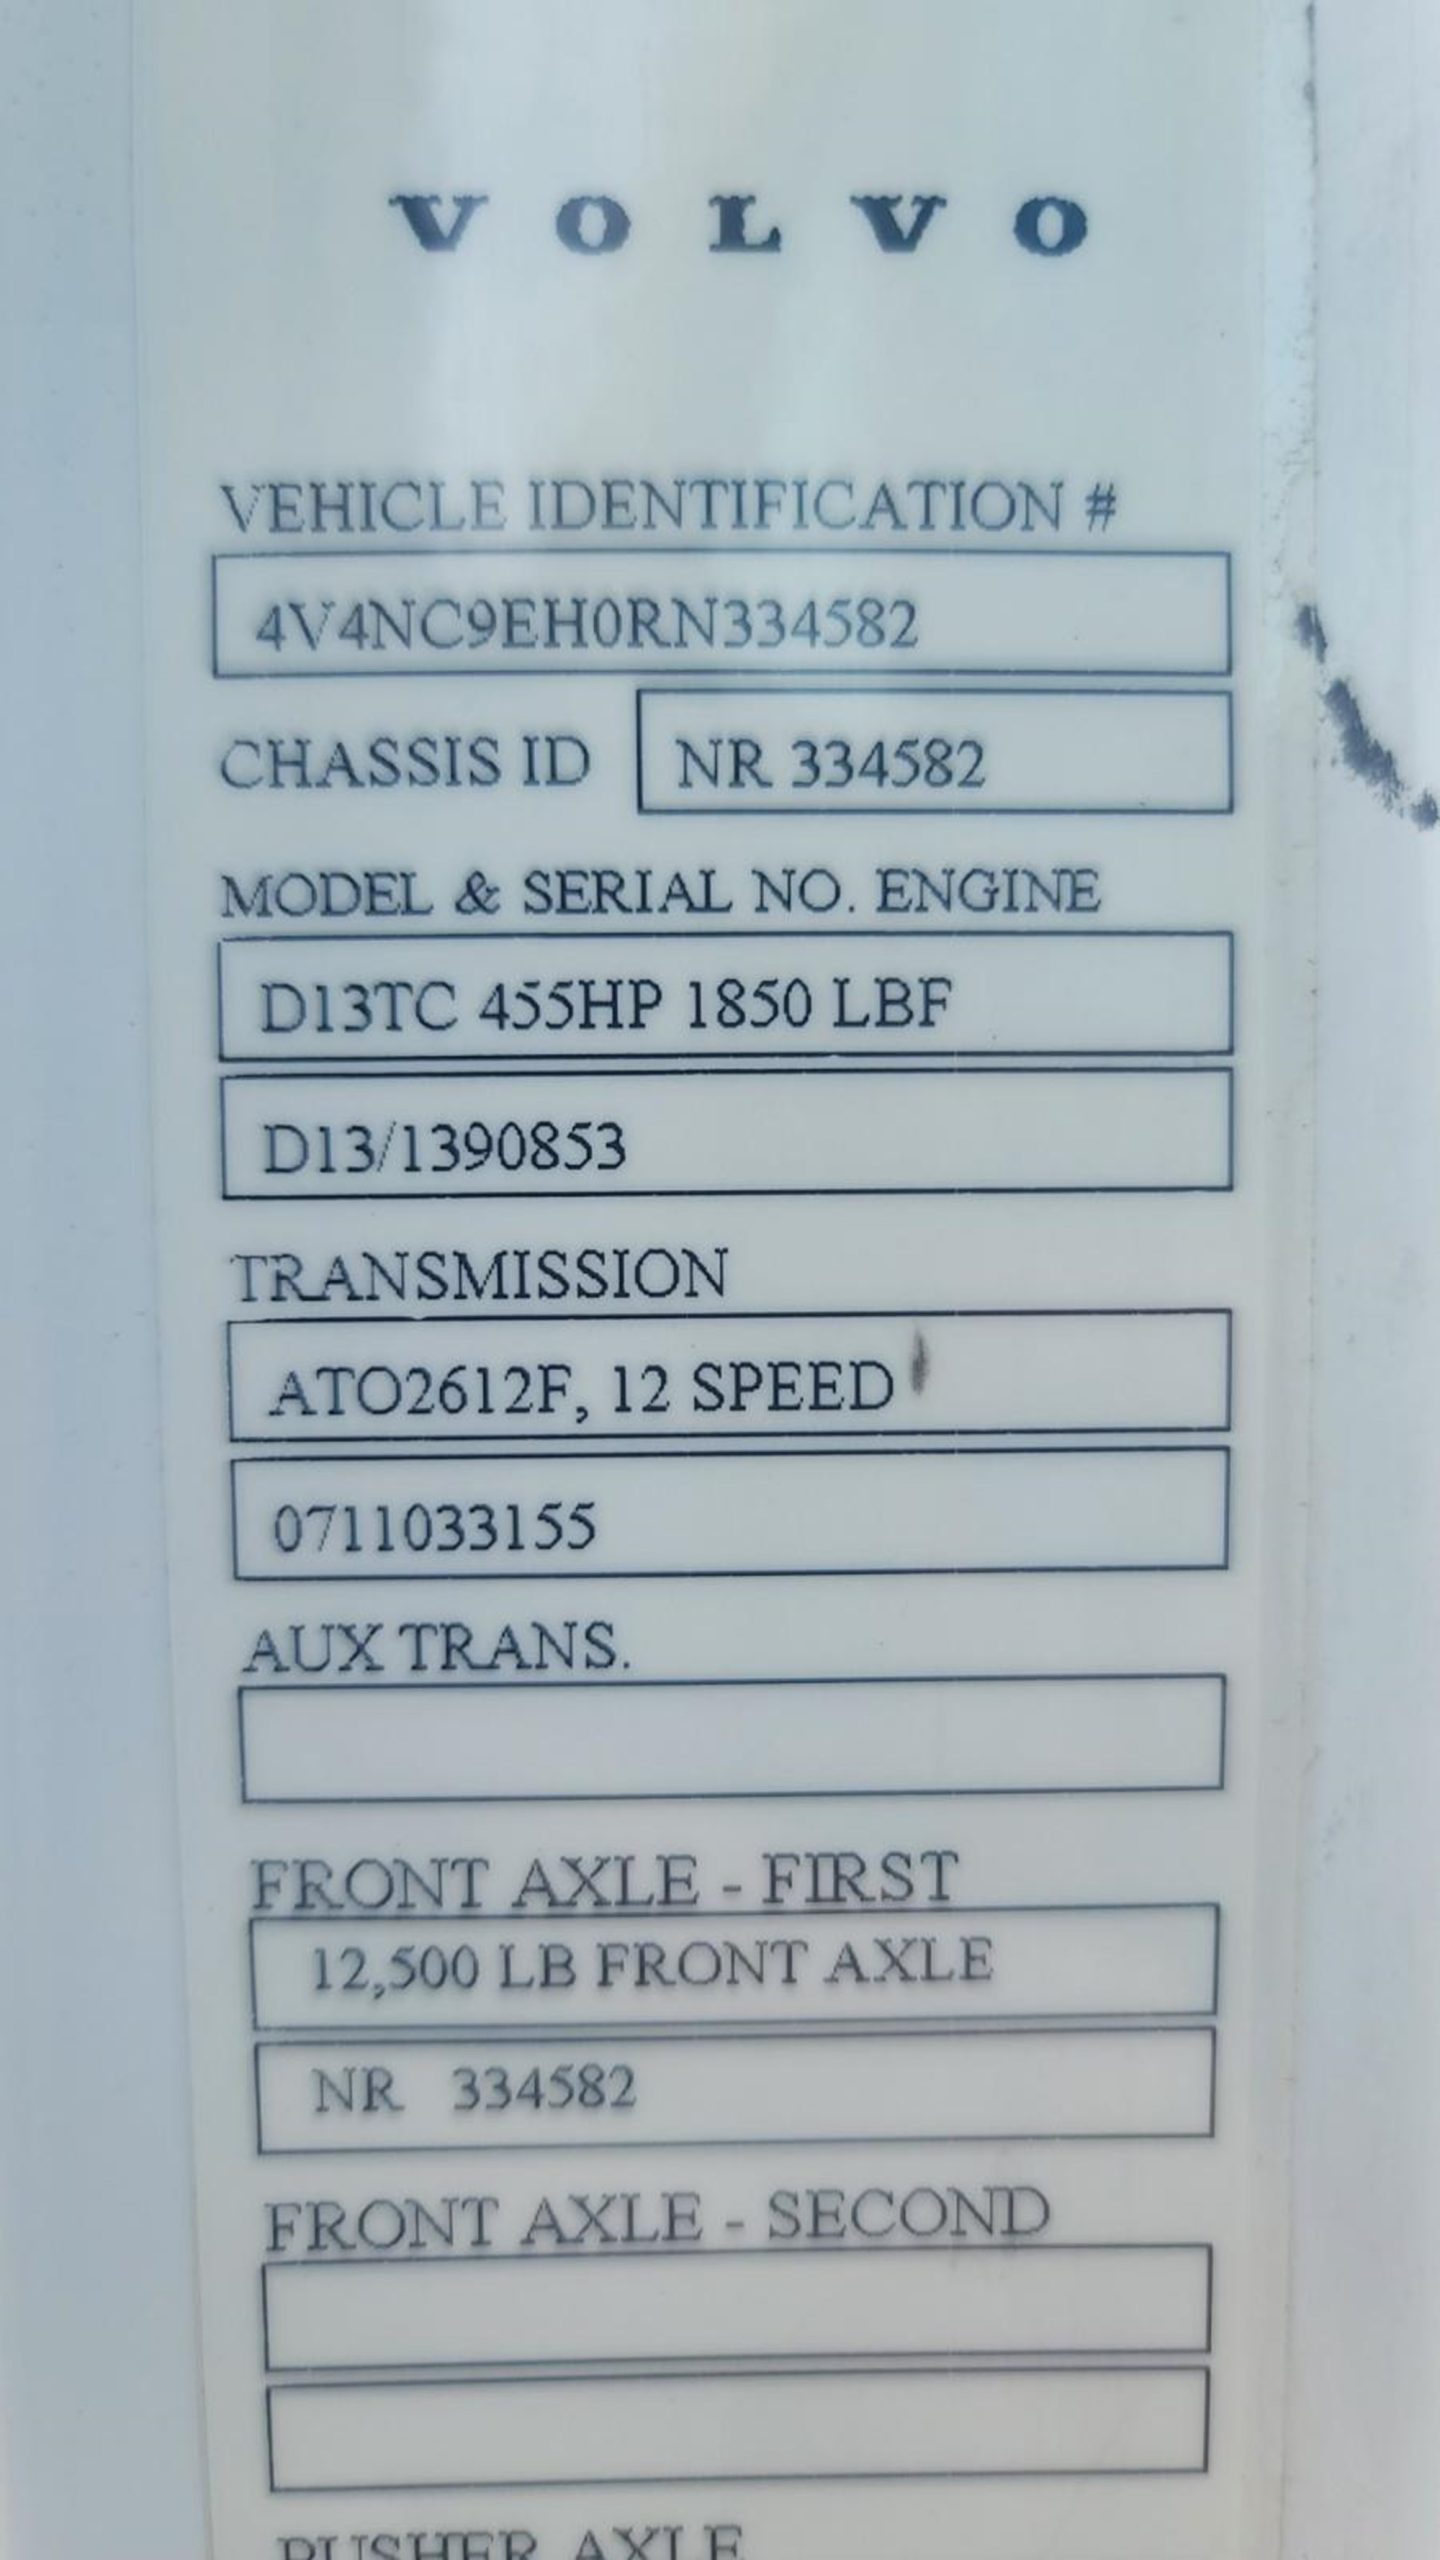 VOLVO
VEHICLE IDENTIFICATION #
4V4NC9EH0RN334582
CHASSIS ID NR 334582
MODEL & SERIAL NO. ENGINE
D13TC 455HP 1850 LBF
D13/1390853
TRANSMISSION
ATO2612F, 12 SPEED
0711033155
AUX TRANS.
FRONT AXLE - FIRST
12,500 LB FRONT AXLE
NR 334582
FRONT AXLE - SECOND
PUSHER AXLE